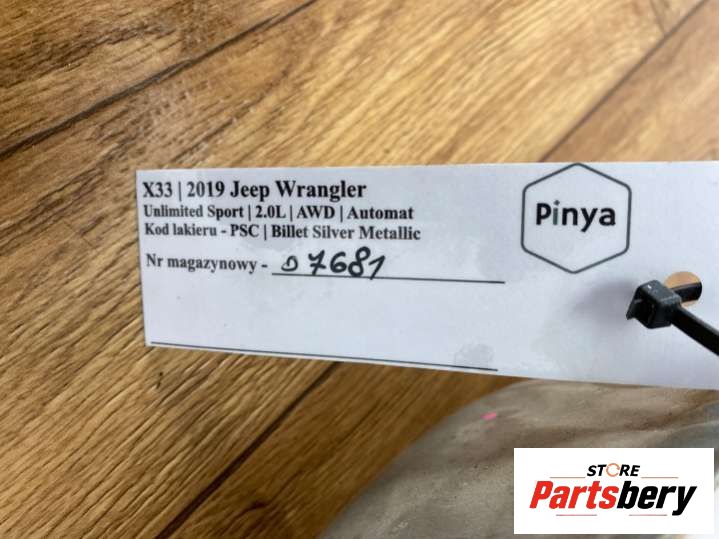 X33 | 2019 Jeep Wrangler
Unlimited Sport | 2.0L | AWD | Automat
Kod lakieru - PSC | Billet Silver Metallic
Nr magazynowy - D7681
Pinya
STORE
Partsbery